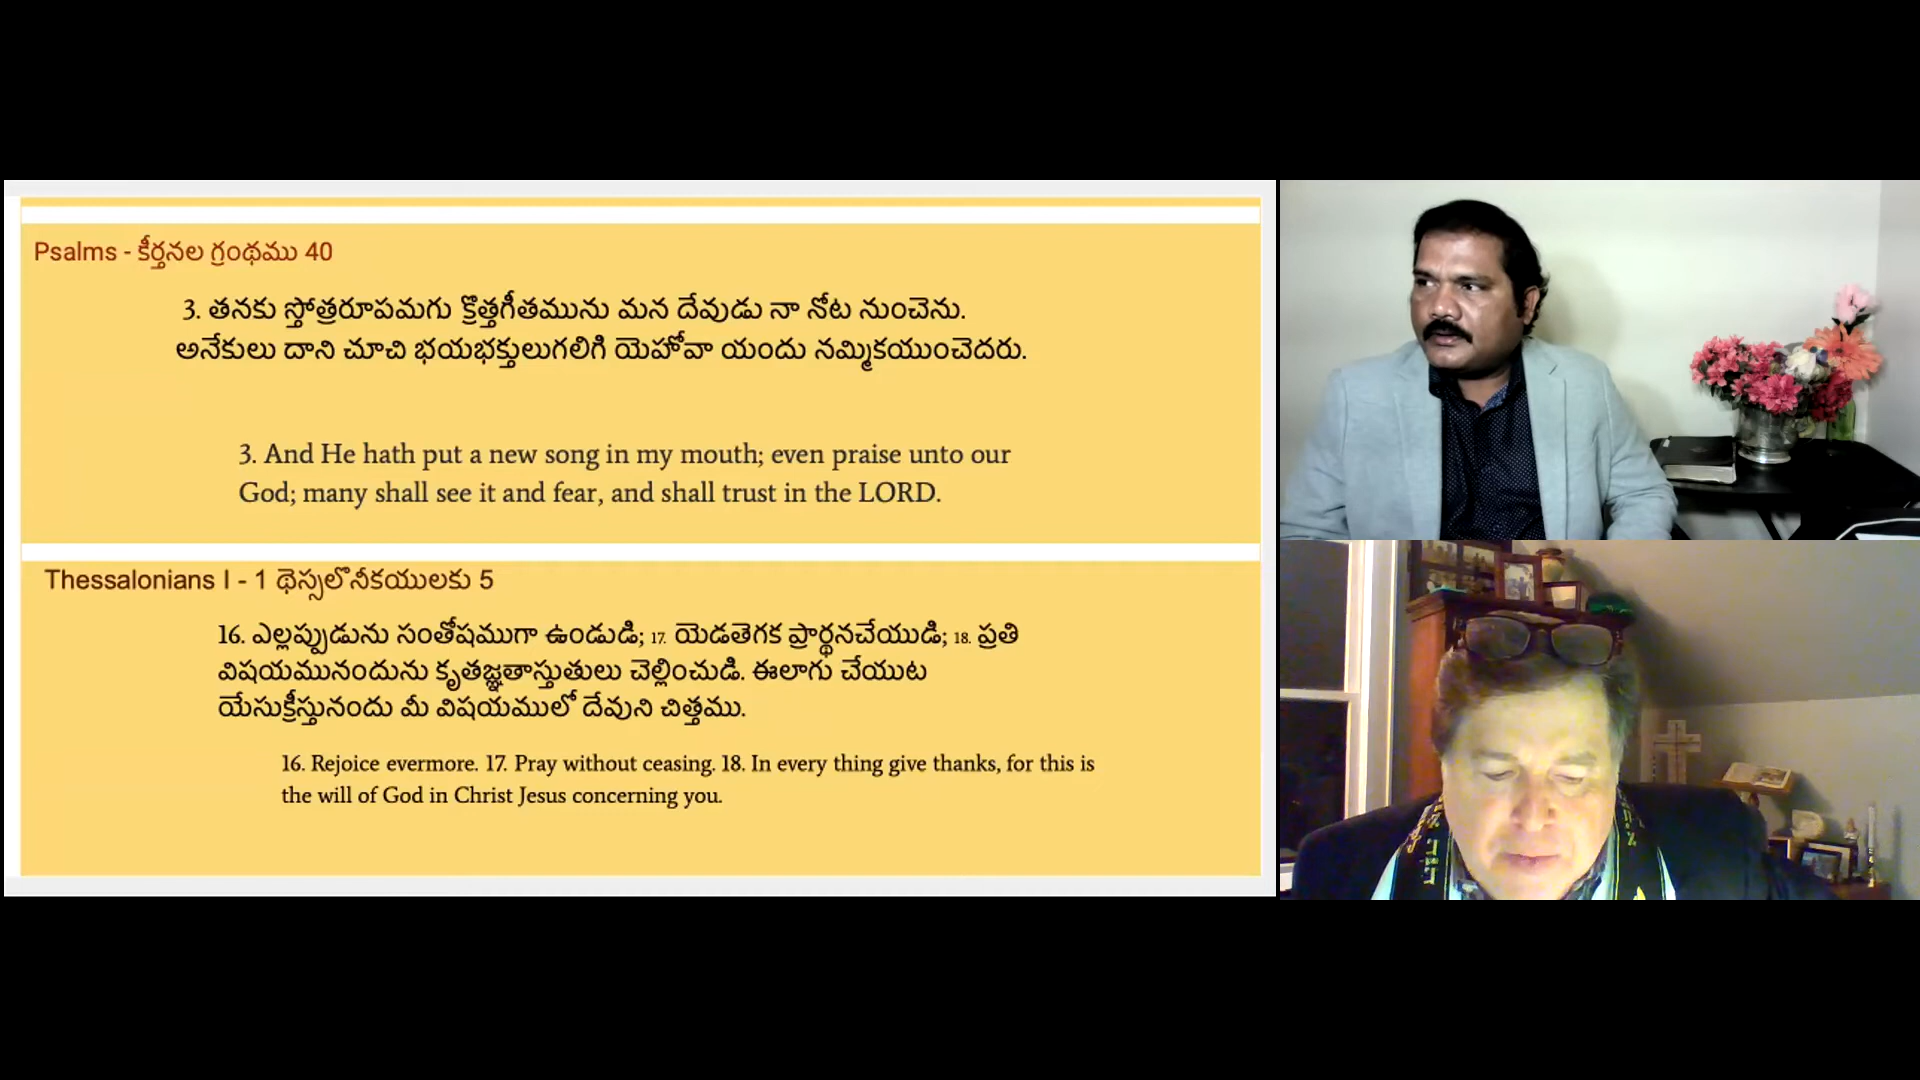 Psalms - కీర్తనల గ్రంథము 40
3. తనకు స్తోత్రరూపమగు క్రొత్తగీతమును మన దేవుడు నా నోట నుంచెను.
అనేకులు దాని చూచి భయభక్తులుగలిగి యెహోవా యందు నమ్మికయుంచెదరు.
3. And He hath put a new song in my mouth; even praise unto our
God; many shall see it and fear, and shall trust in the LORD.
Thessalonians I - 1 థెస్సలొనీకయులకు 5
16. ఎల్లప్పుడును సంతోషముగా ఉండుడి; 17. యెడతెగక ప్రార్థనచేయుడి; 18. ప్రతి
విషయమునందును కృతజ్ఞతాస్తుతులు చెల్లించుడి. ఈలాగు చేయుట
యేసుక్రీస్తునందు మీ విషయములో దేవుని చిత్తము.
16. Rejoice evermore. 17. Pray without ceasing. 18. In every thing give thanks, for this is
the will of God in Christ Jesus concerning you.